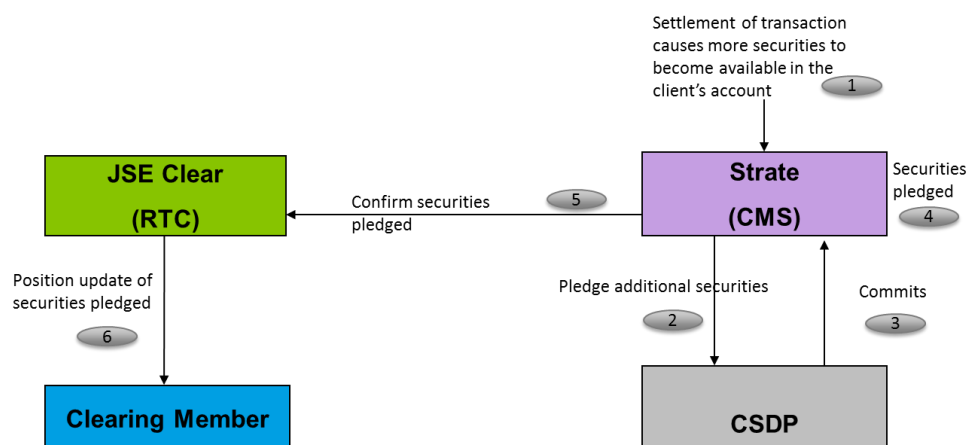 Settlement of transaction
causes more securities to
become available in the
client's account
1
JSE Clear
(RTC)
Strate
(CMS)
Securities
pledged
4
5
Confirm securities
pledged
Position update of
securities pledged
6
Pledge additional securities
2
Commits
3
Clearing Member
CSDP